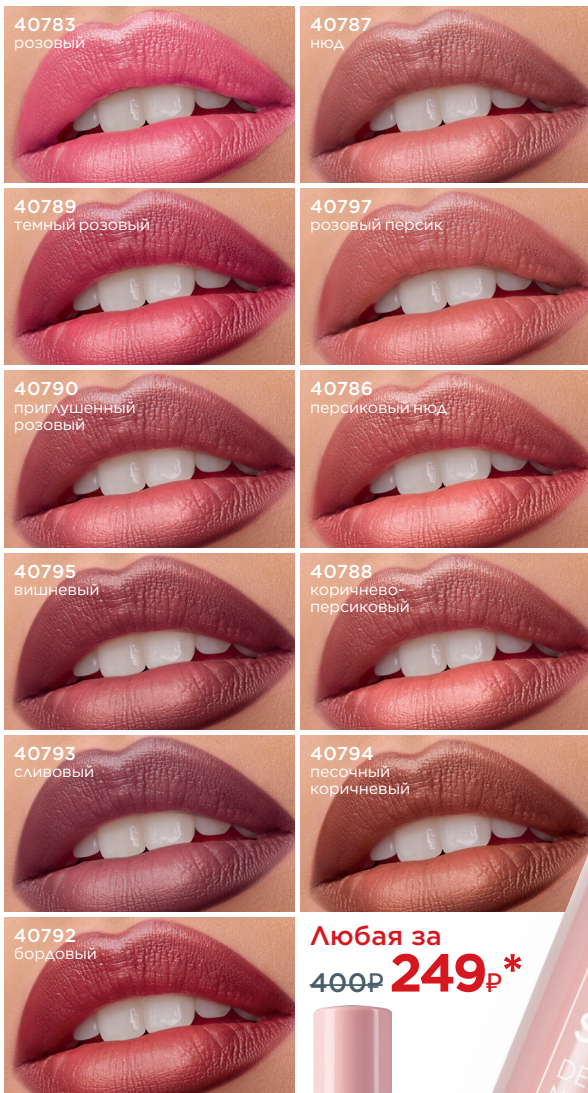 40783
розовый
40787
нюд
40789
темный розовый
40797
розовый персик
40790
приглушенный
розовый
40786
персиковый нюд
40795
вишневый
40788
коричнево-
персиковый
40793
сливовый
40794
песочный
коричневый
40792
бордовый
Любая за
400₽ 249₽*
DE